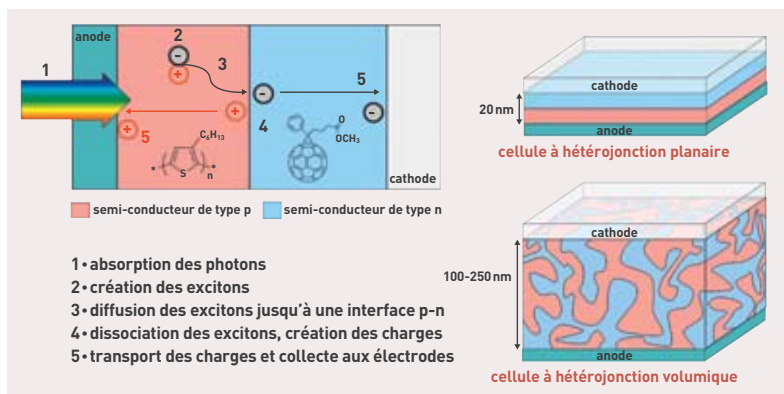 anode
1
2
3
4
5
5
C₆H₁₃
S
n
O
OCH₃
cathode
semi-conducteur de type p
semi-conducteur de type n
1• absorption des photons
2• création des excitons
3• diffusion des excitons jusqu'à une interface p-n
4• dissociation des excitons, création des charges
5• transport des charges et collecte aux électrodes
cathode
20 nm
anode
cellule à hétérojonction planaire
cathode
100-250 nm
anode
cellule à hétérojonction volumique